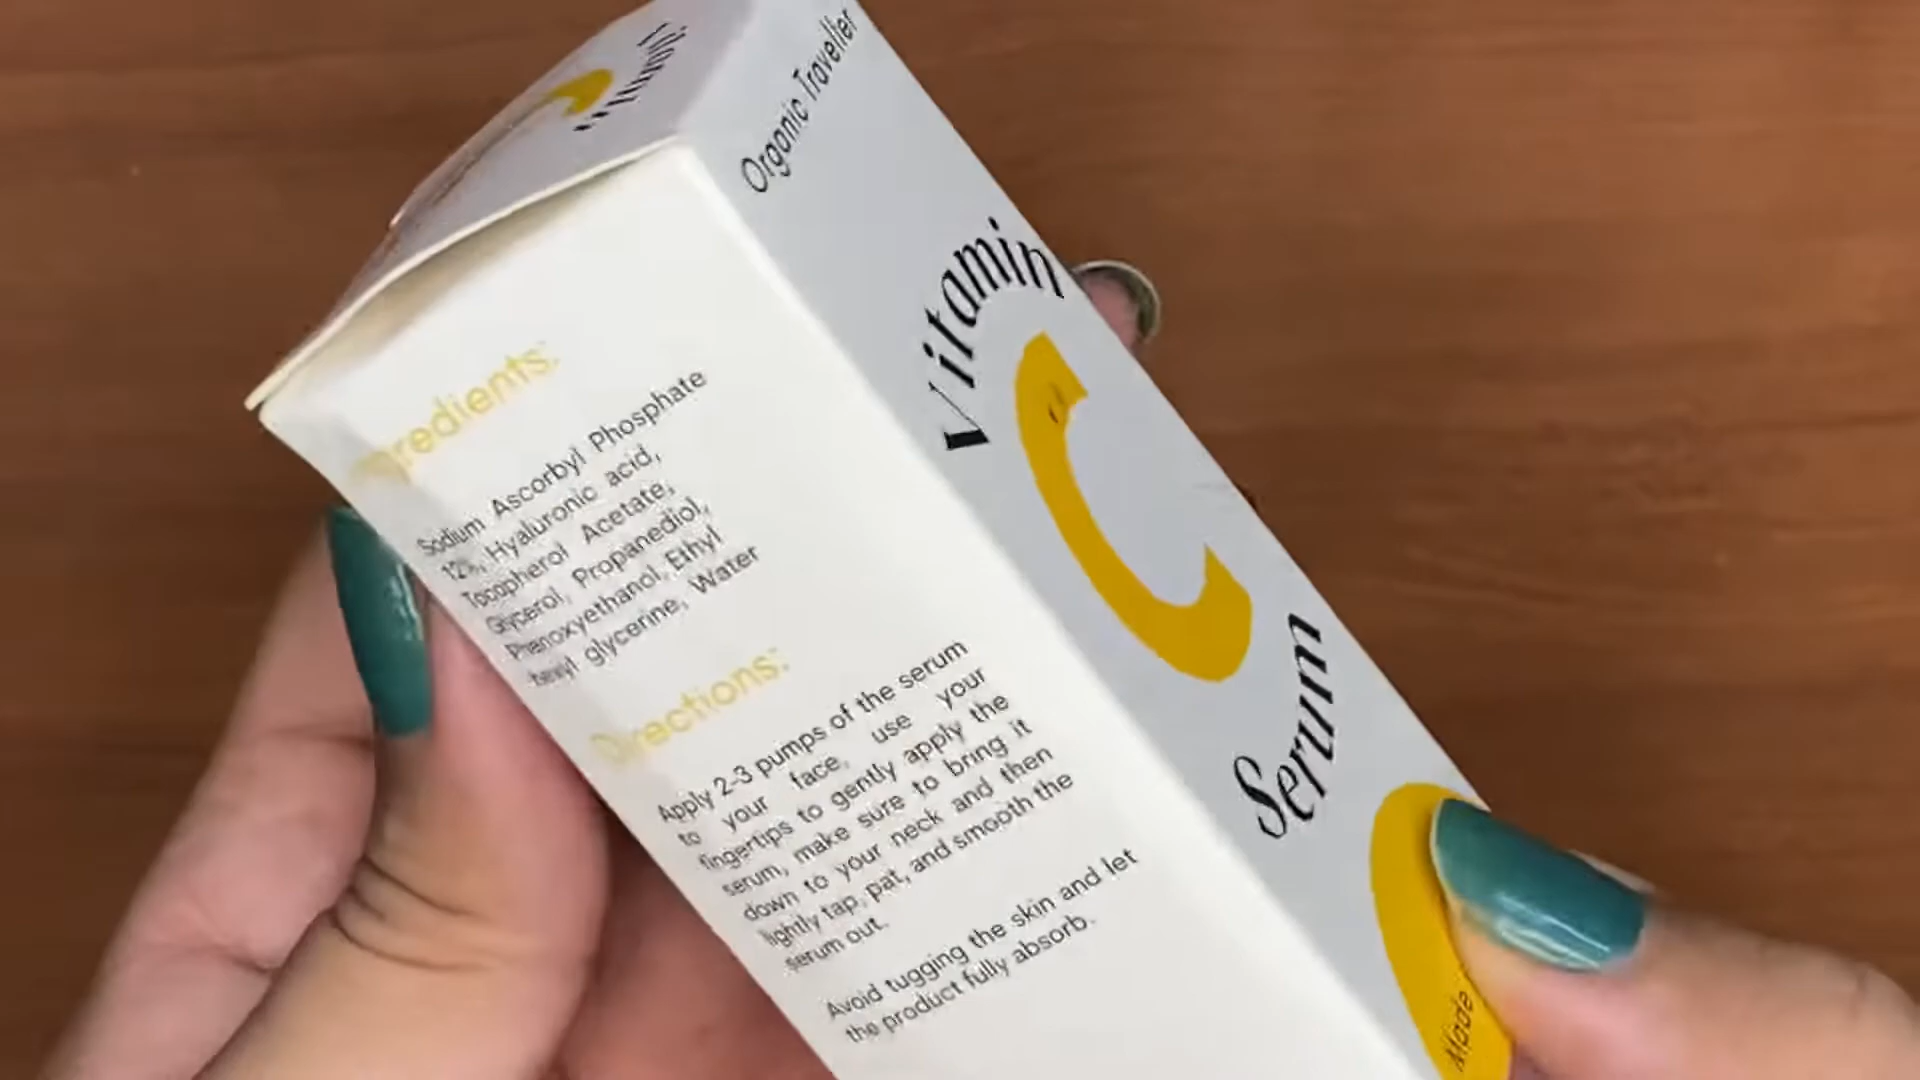 Vitamin
C
Organic Traveller
Vitamin
C
Serum
Made
Ingredients:
Sodium Ascorbyl Phosphate
12%, Hyaluronic acid,
Tocopherol Acetate,
Glycerol, Propanediol,
Phenoxyethanol, Ethyl
hexyl glycerine, Water
Directions:
Apply 2-3 pumps of the serum
to your face, use your
fingertips to gently apply the
serum, make sure to bring it
down to your neck and then
lightly tap, pat, and smooth the
serum out.
Avoid tugging the skin and let
the product fully absorb.